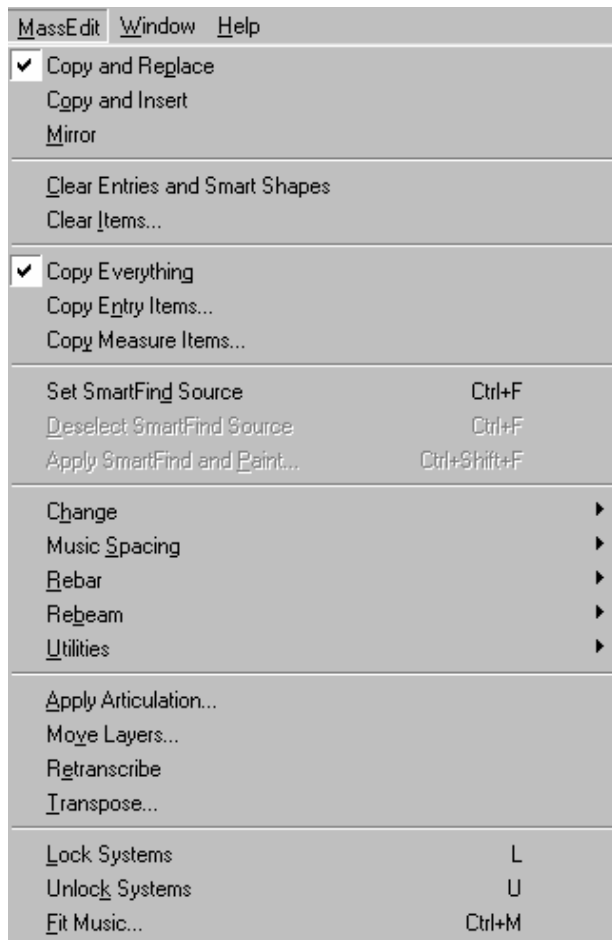 MassEdit Window Help
Copy and Replace
Copy and Insert
Mirror
Clear Entries and Smart Shapes
Clear Items...
Copy Everything
Copy Entry Items...
Copy Measure Items...
Set SmartFind Source Ctrl+F
Deselect SmartFind Source Ctrl+F
Apply SmartFind and Paint... Ctrl+Shift+F
Change
Music Spacing
Rebar
Rebeam
Utilities
Apply Articulation...
Move Layers...
Retranscribe
Transpose...
Lock Systems L
Unlock Systems U
Fit Music... Ctrl+M